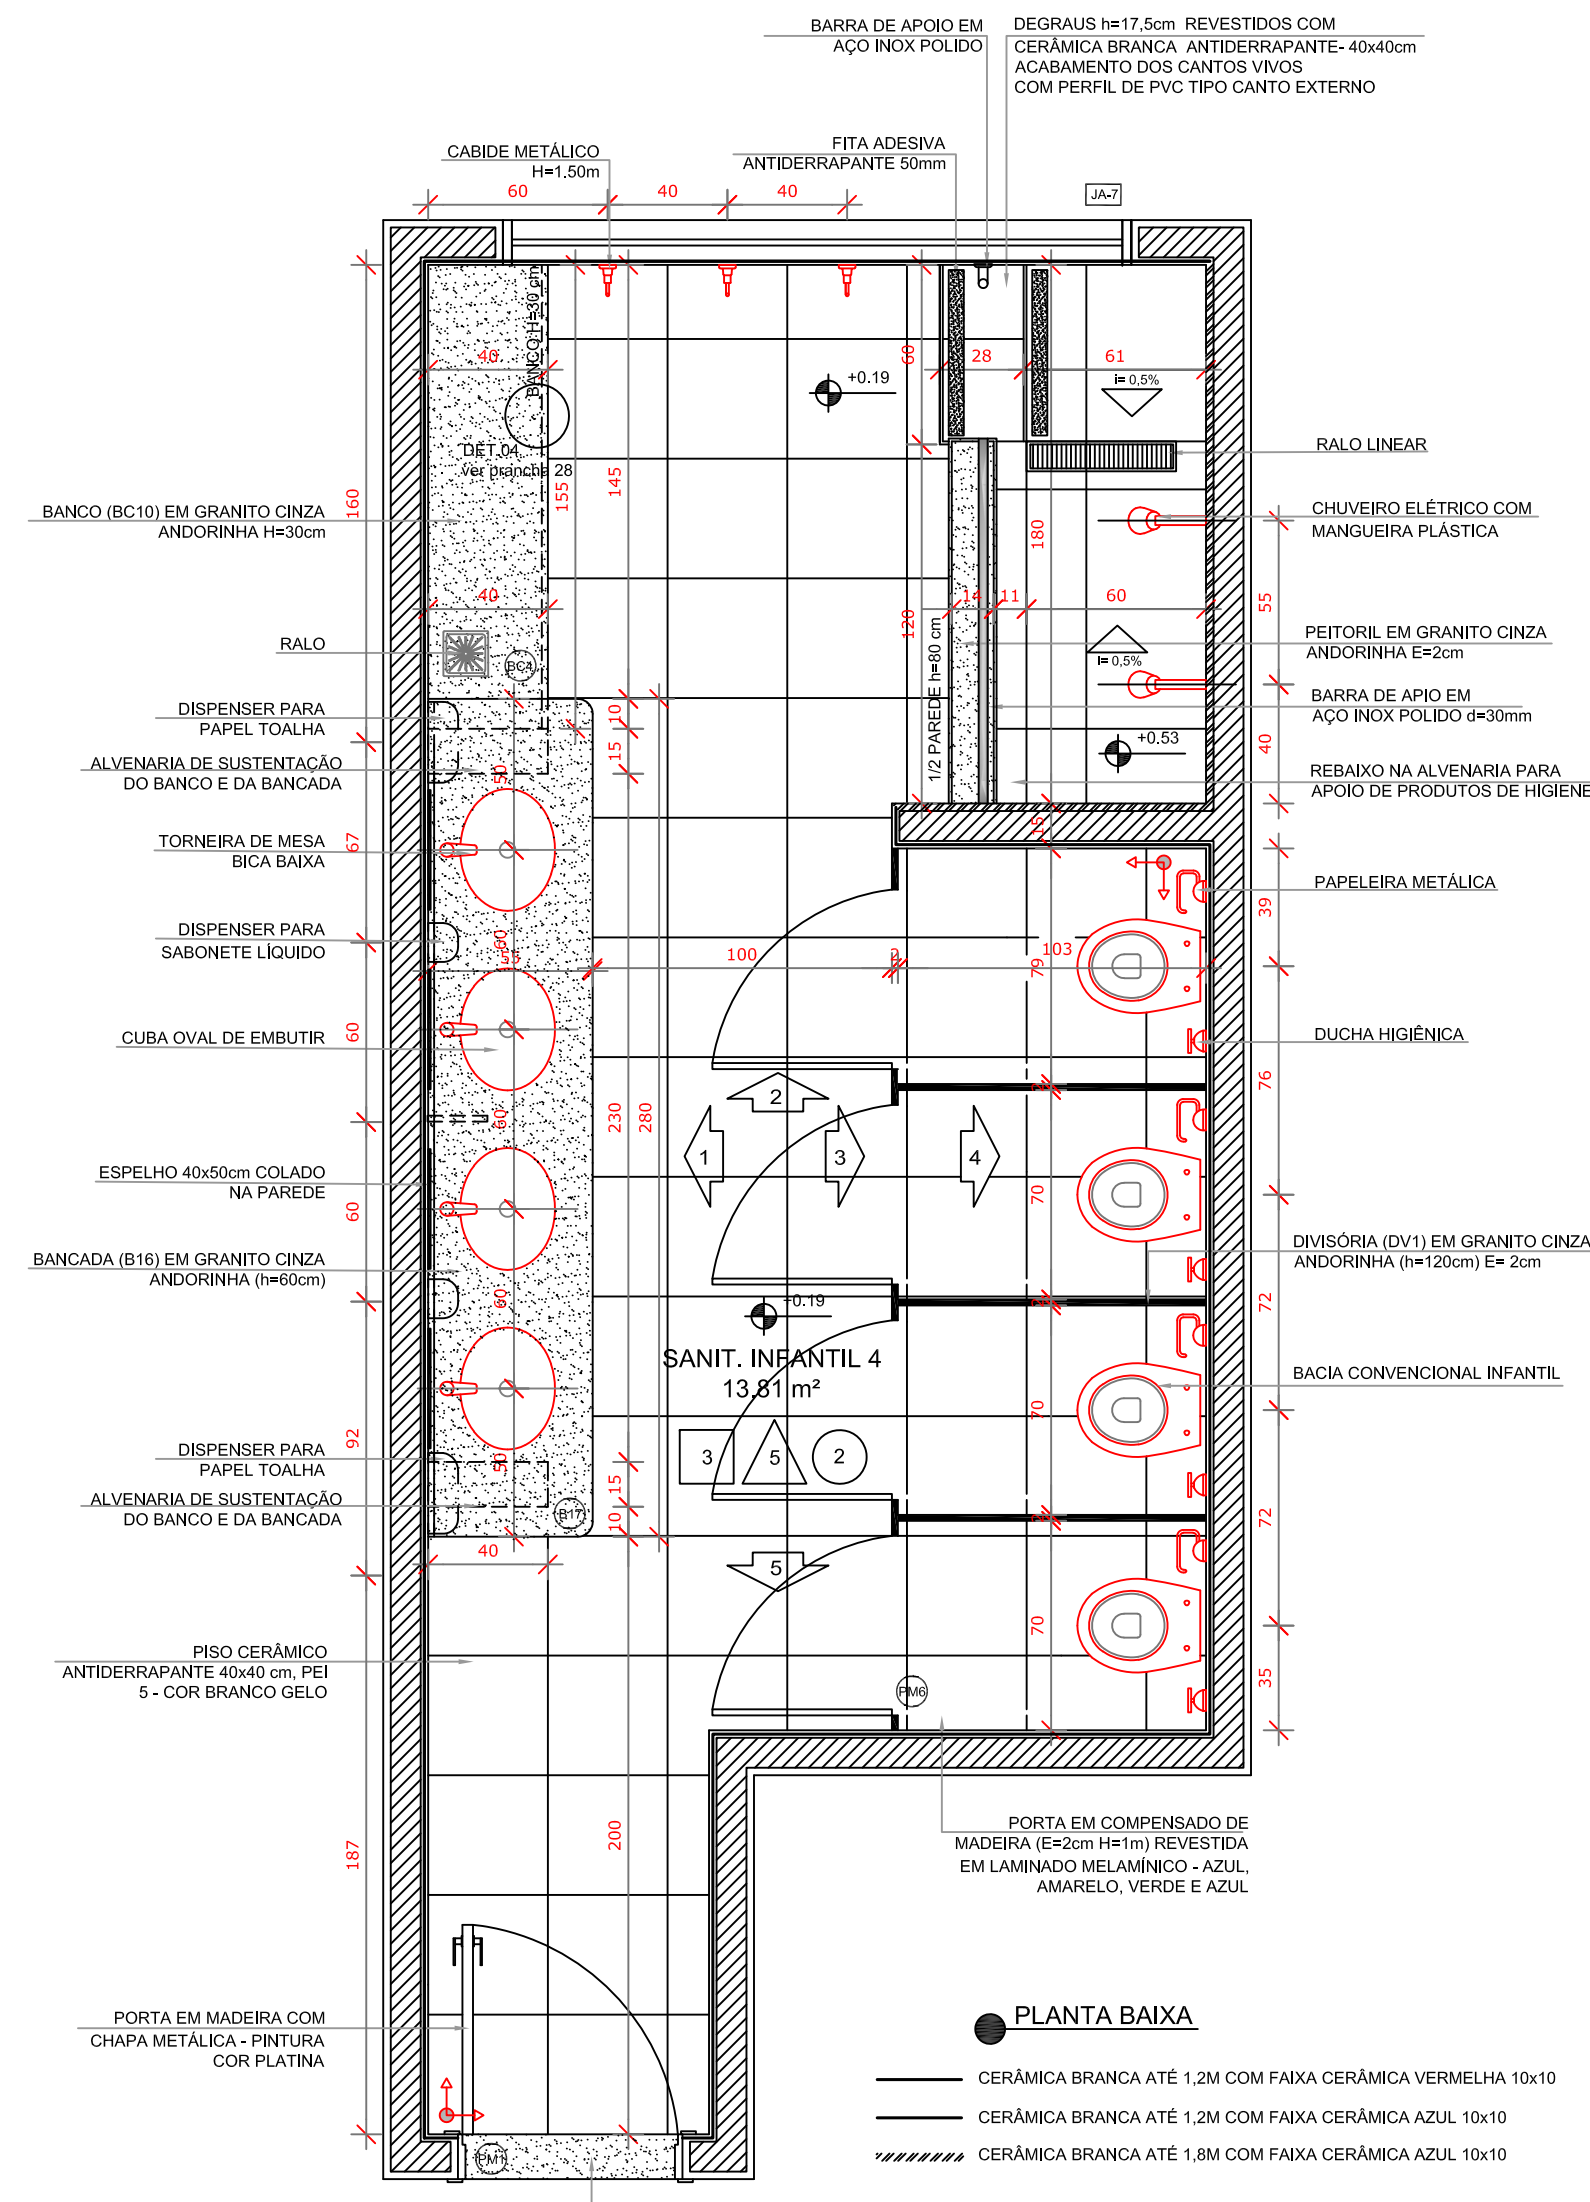 BARRA DE APOIO EM
AÇO INOX POLIDO
DEGRAUS h=17,5cm REVESTIDOS COM
CERÂMICA BRANCA ANTIDERRAPANTE- 40x40cm
ACABAMENTO DOS CANTOS VIVOS
COM PERFIL DE PVC TIPO CANTO EXTERNO
CABIDE METÁLICO
H=1.50m
FITA ADESIVA
ANTIDERRAPANTE 50mm
60
40
40
JA-7
BANCO H=30 cm
40
60
28
61
+0.19
i= 0,5%
DET.04
ver prancha 28
RALO LINEAR
160
155
145
BANCO (BC10) EM GRANITO CINZA
ANDORINHA H=30cm
180
CHUVEIRO ELÉTRICO COM
MANGUEIRA PLÁSTICA
40
14
11
60
55
120
1/2 PAREDE h=80 cm
RALO
BC4
PEITORIL EM GRANITO CINZA
ANDORINHA E=2cm
i= 0,5%
DISPENSER PARA
PAPEL TOALHA
10
BARRA DE APIO EM
AÇO INOX POLIDO d=30mm
+0.53
15
40
ALVENARIA DE SUSTENTAÇÃO
DO BANCO E DA BANCADA
50
REBAIXO NA ALVENARIA PARA
APOIO DE PRODUTOS DE HIGIENE
TORNEIRA DE MESA
BICA BAIXA
67
15
PAPELEIRA METÁLICA
39
DISPENSER PARA
SABONETE LÍQUIDO
60
55
100
2
103
79
CUBA OVAL DE EMBUTIR
60
DUCHA HIGIÊNICA
76
2
2
60
230
280
1
3
4
ESPELHO 40x50cm COLADO
NA PAREDE
60
70
BANCADA (B16) EM GRANITO CINZA
ANDORINHA (h=60cm)
DIVISÓRIA (DV1) EM GRANITO CINZA
ANDORINHA (h=120cm) E= 2cm
60
+0.19
2
72
SANIT. INFANTIL 4
13.81 m²
BACIA CONVENCIONAL INFANTIL
70
92
3
5
2
DISPENSER PARA
PAPEL TOALHA
50
15
ALVENARIA DE SUSTENTAÇÃO
DO BANCO E DA BANCADA
B17
10
2
72
40
5
70
PISO CERÂMICO
ANTIDERRAPANTE 40x40 cm, PEI
5 - COR BRANCO GELO
PM6
35
187
200
PORTA EM COMPENSADO DE
MADEIRA (E=2cm H=1m) REVESTIDA
EM LAMINADO MELAMÍNICO - AZUL,
AMARELO, VERDE E AZUL
PORTA EM MADEIRA COM
CHAPA METÁLICA - PINTURA
COR PLATINA
PLANTA BAIXA
CERÂMICA BRANCA ATÉ 1,2M COM FAIXA CERÂMICA VERMELHA 10x10
CERÂMICA BRANCA ATÉ 1,2M COM FAIXA CERÂMICA AZUL 10x10
CERÂMICA BRANCA ATÉ 1,8M COM FAIXA CERÂMICA AZUL 10x10
PM1